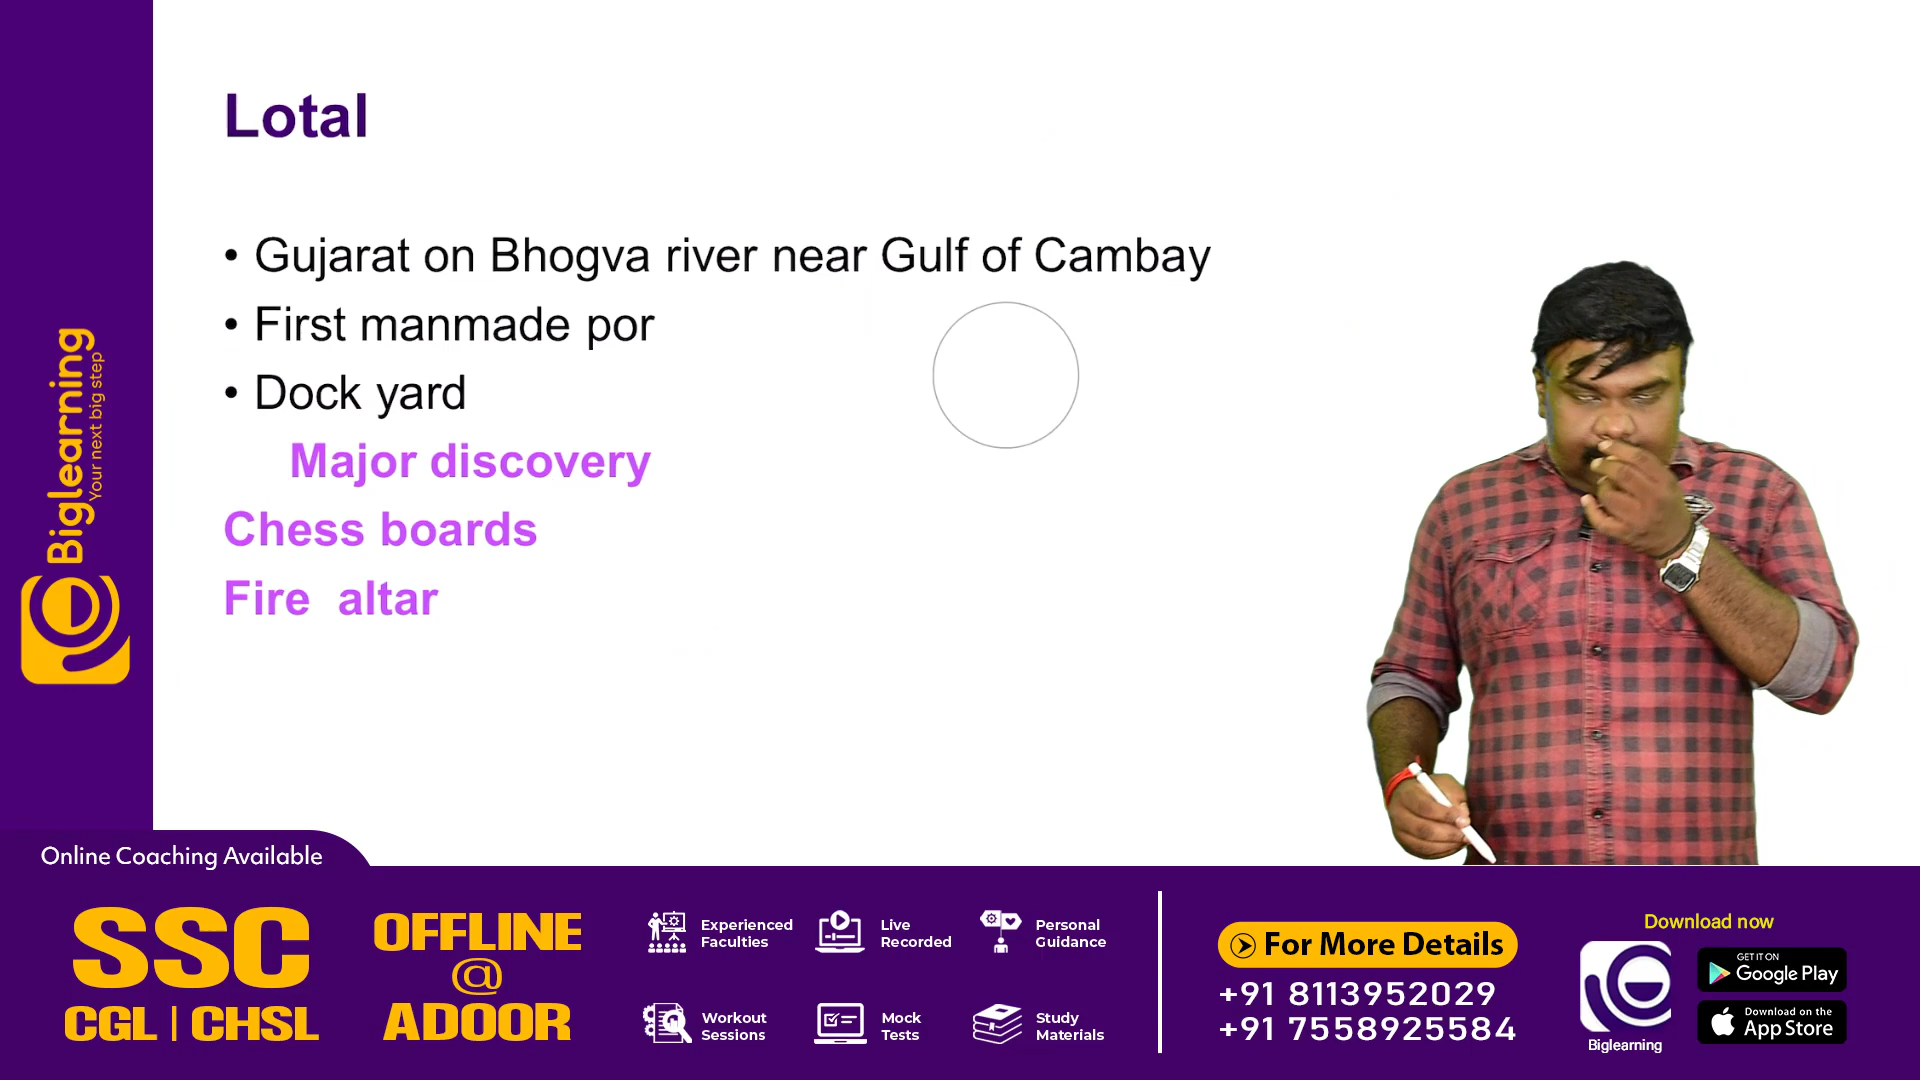 Lotal
• Gujarat on Bhogva river near Gulf of Cambay
• First manmade por
• Dock yard
Major discovery
Chess boards
Fire altar
Biglearning
Your next big step
Online Coaching Available
SSC
CGL | CHSL
OFFLINE
@
ADOOR
Experienced
Faculties
Live
Recorded
Personal
Guidance
Workout
Sessions
Mock
Tests
Study
Materials
For More Details
+91 8113952029
+91 7558925584
Download now
Biglearning
GET IT ON
Google Play
Download on the
App Store